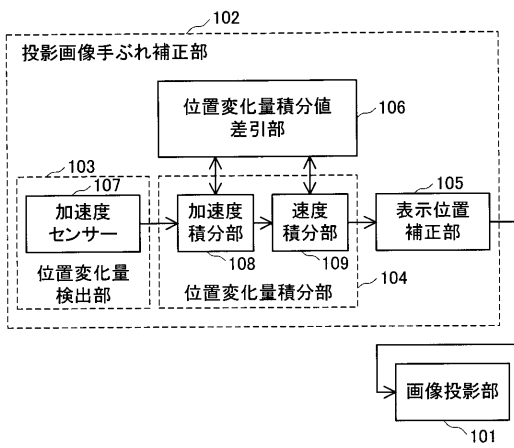 102
投影画像手ぶれ補正部
位置変化量積分値
差引部
106
103
107
加速度
センサー
位置変化量
検出部
加速度
積分部
108
速度
積分部
109
位置変化量積分部
104
105
表示位置
補正部
画像投影部
101